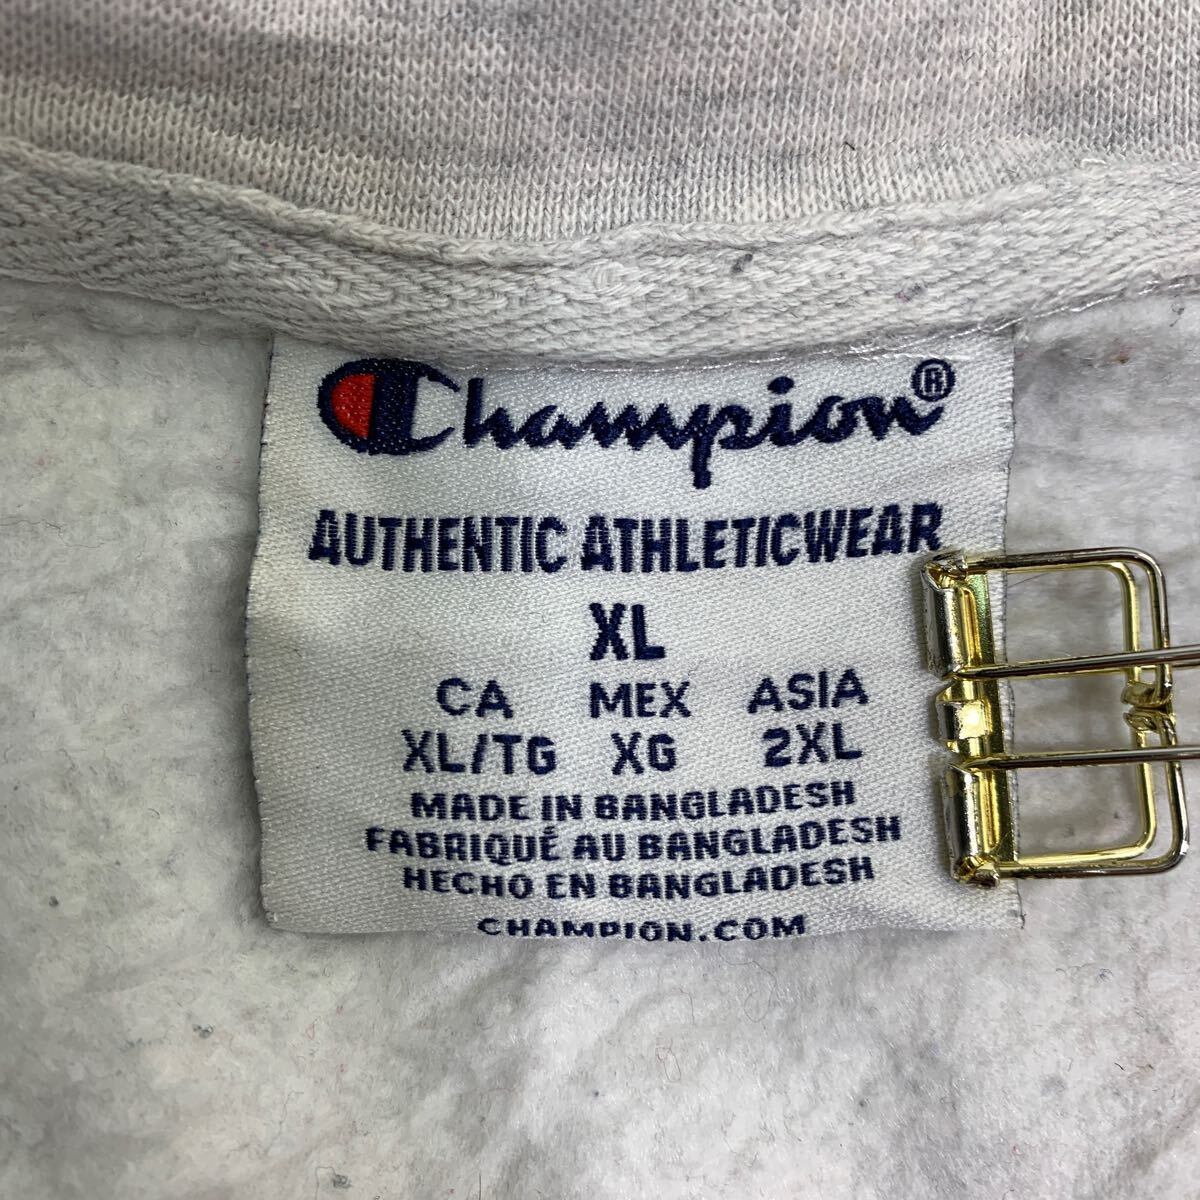 Champion®
AUTHENTIC ATHLETICWEAR
XL
CA MEX ASIA
XL/TG XG 2XL
MADE IN BANGLADESH
FABRIQUÉ AU BANGLADESH
HECHO EN BANGLADESH
CHAMPION.COM